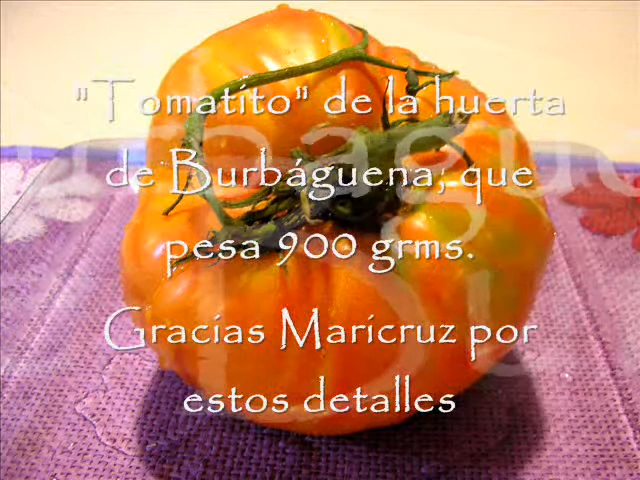 "Tomatito" de la huerta
de Burbáguena, que
pesa 900 grms.
Gracias Maricruz por
estos detalles